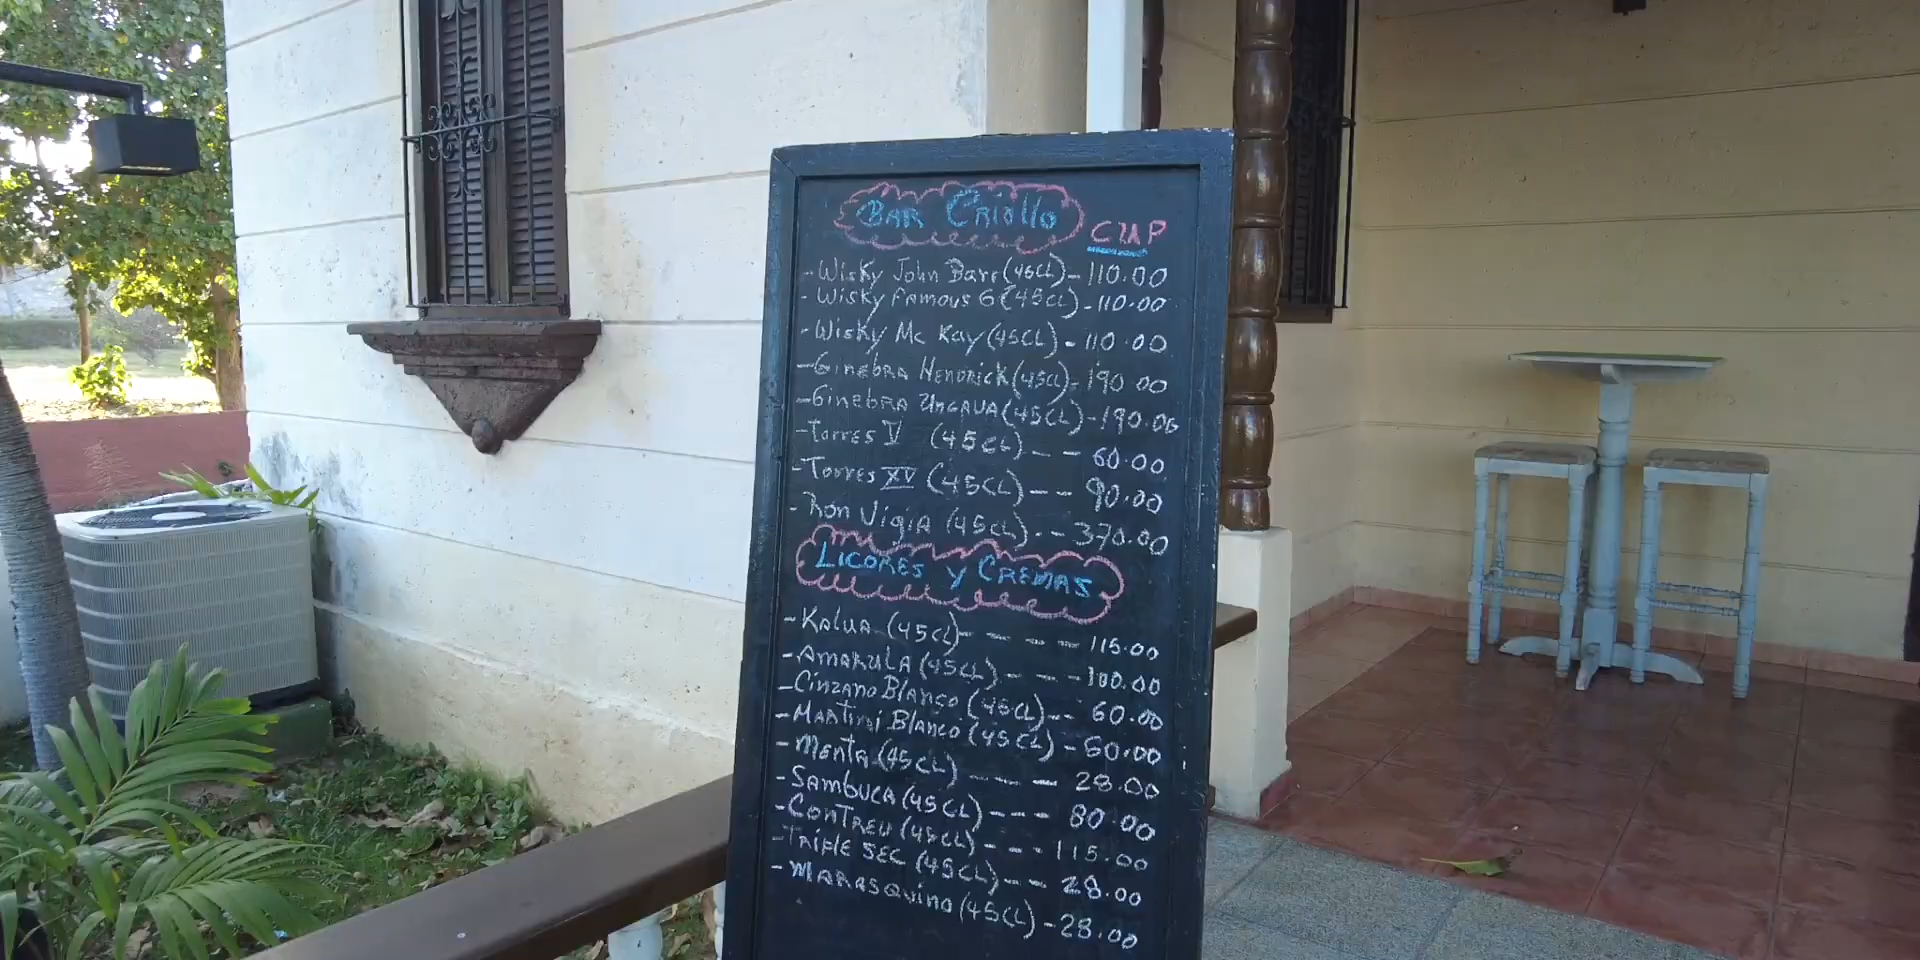 BAR Criollo CUP
- Wisky John Barr (45CL) - 110.00
- Wisky Famous G (45CL) - 110.00
- Wisky Mc Kay (45CL) - 110.00
- Ginebra Hendrick (45CL) - 190.00
- Ginebra Ungava (45CL) - 190.00
- Torres V (45CL) - - 60.00
- Torres XV (45CL) - - 90.00
- Ron Vigia (45CL) - - 370.00
Licores y Cremas
- Kalua (45CL) - - - - - 115.00
- Amarula (45CL) - - - 100.00
- Cinzano Blanco (45CL) - - 60.00
- Martini Blanco (45CL) - 60.00
- Menta (45CL) - - - - 28.00
- Sambuca (45CL) - - - 80.00
- Contreu (45CL) - - - 115.00
- Triple Sec (45CL) - - 28.00
- Marasquino (45CL) - 28.00